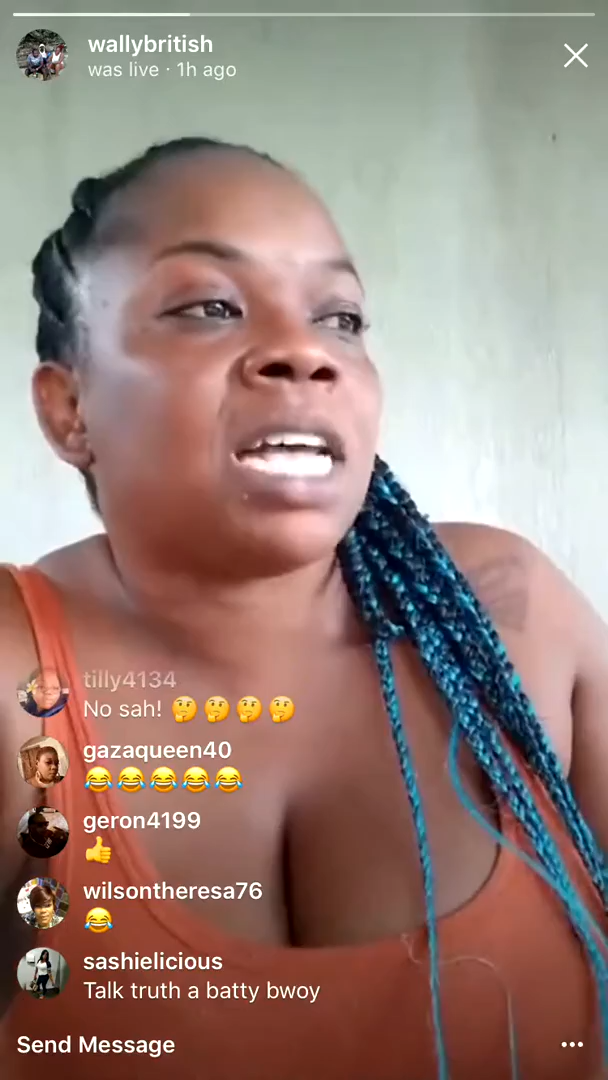 wallybritish
was live · 1h ago
tilly4134
No sah! 🤔🤔🤔🤔
gazaqueen40
😂😂😂😂😂
geron4199
👍
wilsontheresa76
😂
sashielicious
Talk truth a batty bwoy
Send Message